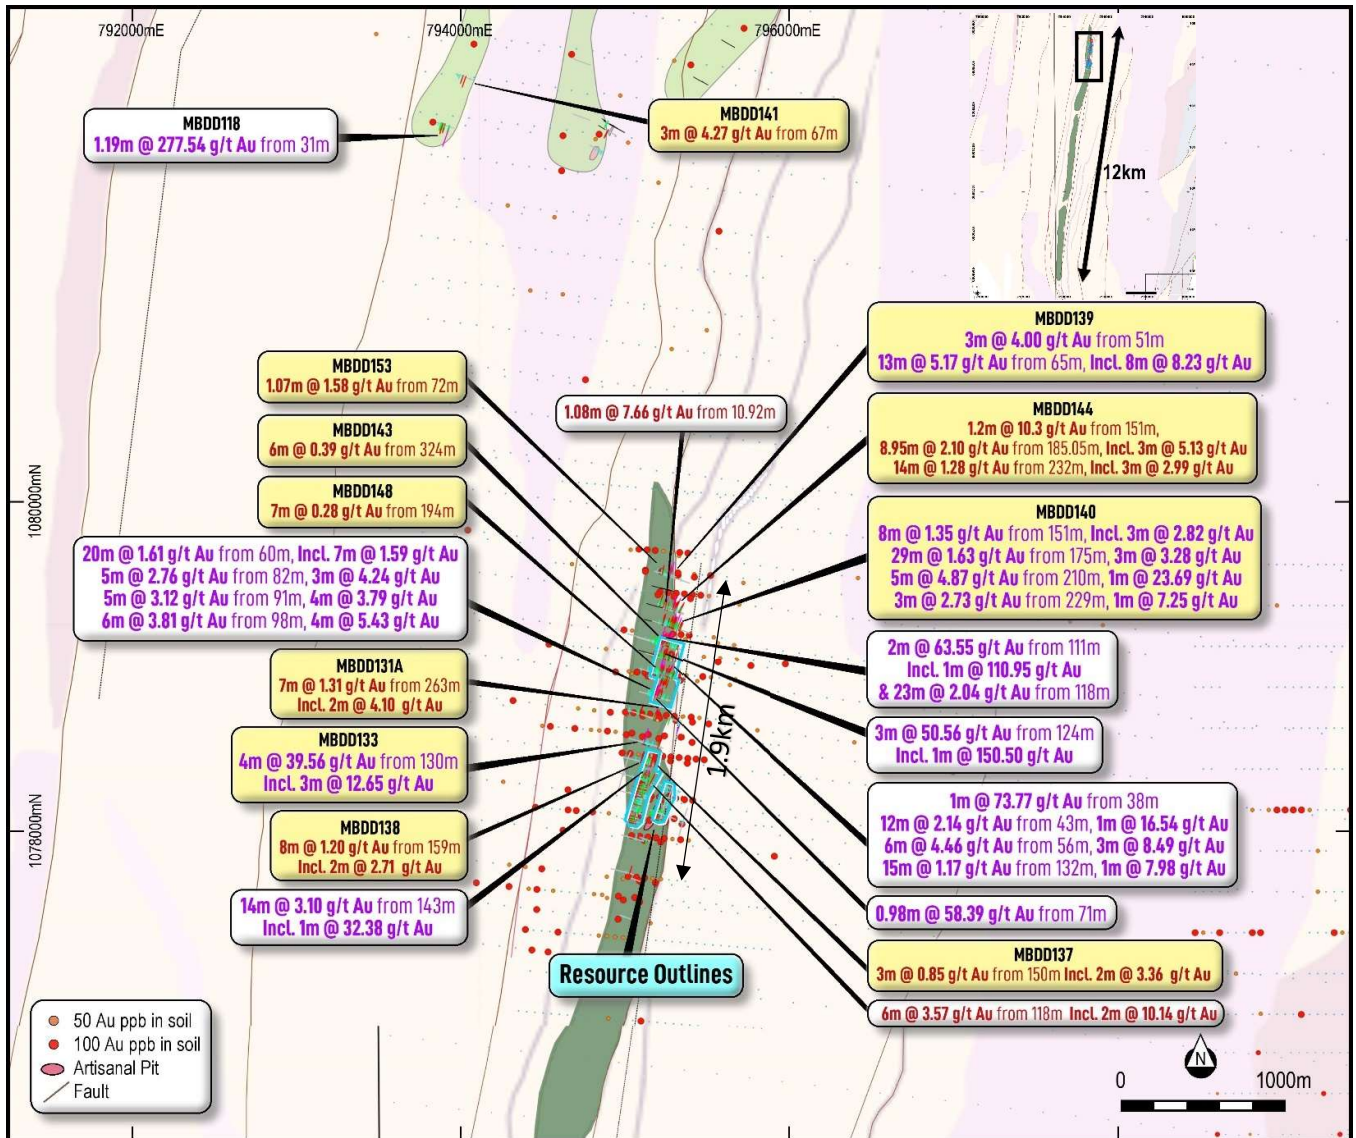 792000mE
794000mE
796000mE
MBDD118
1.19m @ 277.54 g/t Au from 31m
MBDD141
3m @ 4.27 g/t Au from 67m
12km
MBDD139
3m @ 4.00 g/t Au from 51m
13m @ 5.17 g/t Au from 65m, Incl. 8m @ 8.23 g/t Au
MBDD153
1.07m @ 1.58 g/t Au from 72m
1.08m @ 7.66 g/t Au from 10.92m
MBDD144
1.2m @ 10.3 g/t Au from 151m,
8.95m @ 2.10 g/t Au from 185.05m, Incl. 3m @ 5.13 g/t Au
14m @ 1.28 g/t Au from 232m, Incl. 3m @ 2.99 g/t Au
MBDD143
6m @ 0.39 g/t Au from 324m
MBDD148
7m @ 0.28 g/t Au from 194m
1080000mN
MBDD140
8m @ 1.35 g/t Au from 151m, Incl. 3m @ 2.82 g/t Au
29m @ 1.63 g/t Au from 175m, 3m @ 3.28 g/t Au
5m @ 4.87 g/t Au from 210m, 1m @ 23.69 g/t Au
3m @ 2.73 g/t Au from 229m, 1m @ 7.25 g/t Au
20m @ 1.61 g/t Au from 60m, Incl. 7m @ 1.59 g/t Au
5m @ 2.76 g/t Au from 82m, 3m @ 4.24 g/t Au
5m @ 3.12 g/t Au from 91m, 4m @ 3.79 g/t Au
6m @ 3.81 g/t Au from 98m, 4m @ 5.43 g/t Au
2m @ 63.55 g/t Au from 111m
Incl. 1m @ 110.95 g/t Au
& 23m @ 2.04 g/t Au from 118m
MBDD131A
7m @ 1.31 g/t Au from 263m
Incl. 2m @ 4.10 g/t Au
3m @ 50.56 g/t Au from 124m
Incl. 1m @ 150.50 g/t Au
1.9km
MBDD133
4m @ 39.56 g/t Au from 130m
Incl. 3m @ 12.65 g/t Au
1078000mN
1m @ 73.77 g/t Au from 38m
12m @ 2.14 g/t Au from 43m, 1m @ 16.54 g/t Au
6m @ 4.46 g/t Au from 56m, 3m @ 8.49 g/t Au
15m @ 1.17 g/t Au from 132m, 1m @ 7.98 g/t Au
MBDD138
8m @ 1.20 g/t Au from 159m
Incl. 2m @ 2.71 g/t Au
14m @ 3.10 g/t Au from 143m
Incl. 1m @ 32.38 g/t Au
0.98m @ 58.39 g/t Au from 71m
MBDD137
3m @ 0.85 g/t Au from 150m Incl. 2m @ 3.36 g/t Au
Resource Outlines
6m @ 3.57 g/t Au from 118m Incl. 2m @ 10.14 g/t Au
50 Au ppb in soil
100 Au ppb in soil
Artisanal Pit
Fault
N
0
1000m